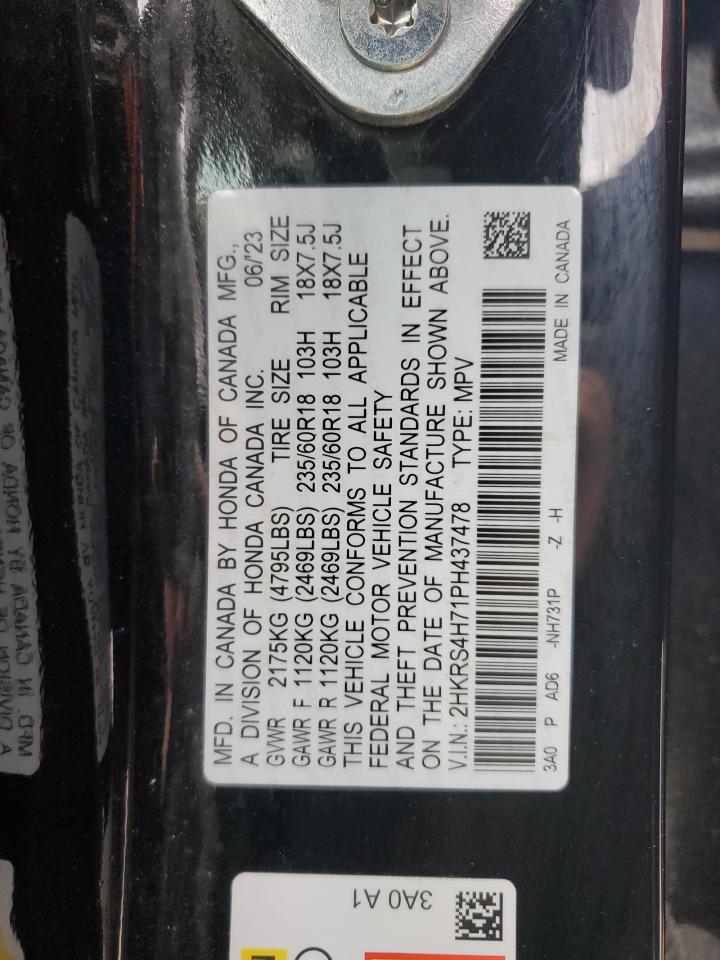 MFD. IN CANADA BY HONDA OF CANADA MFG.,
A DIVISION OF HONDA CANADA INC. 06/'23
GVWR 2175KG (4795LBS) TIRE SIZE RIM SIZE
GAWR F 1120KG (2469LBS) 235/60R18 103H 18X7.5J
GAWR R 1120KG (2469LBS) 235/60R18 103H 18X7.5J
THIS VEHICLE CONFORMS TO ALL APPLICABLE
FEDERAL MOTOR VEHICLE SAFETY
AND THEFT PREVENTION STANDARDS IN EFFECT
ON THE DATE OF MANUFACTURE SHOWN ABOVE.
V.I.N.: 2HKRS4H71PH437478 TYPE: MPV
3A0 P AD6 -NH731P -Z -H
MADE IN CANADA
3A0 A1